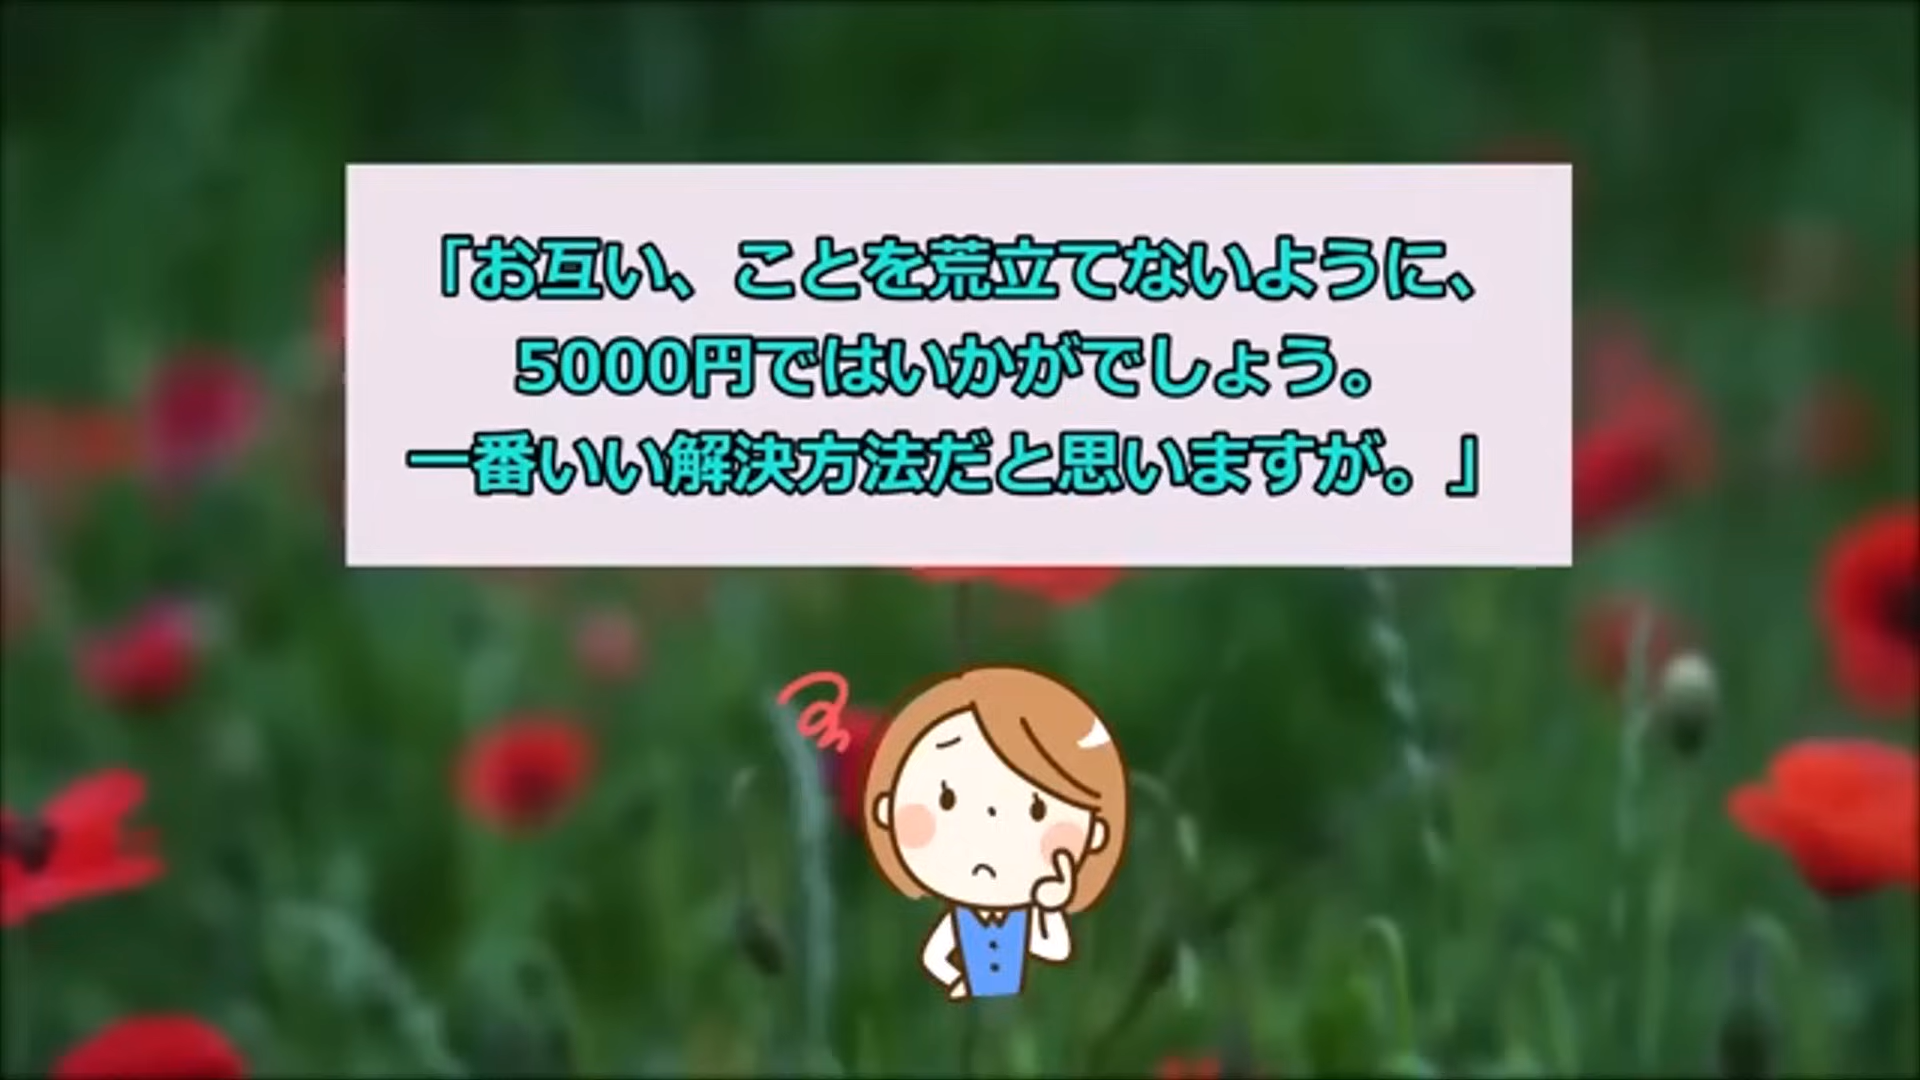 「お互い、ことを荒立てないように、
5000円ではいかがでしょう。
一番いい解決方法だと思いますが。」